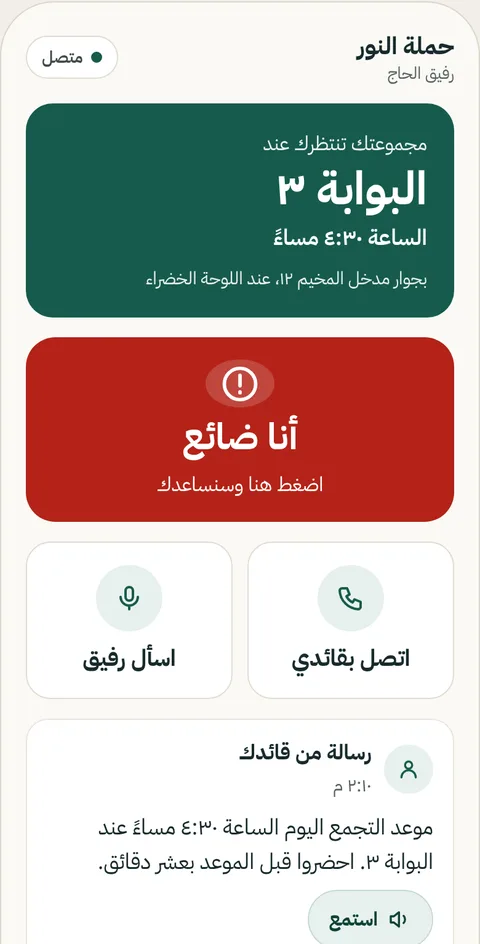 حملة النور
رفيق الحاج
متصل
مجموعتك تنتظرك عند
البوابة ٣
الساعة ٤:٣٠ مساءً
بجوار مدخل المخيم ١٢، عند اللوحة الخضراء
أنا ضائع
اضغط هنا وسنساعدك
اتصل بقائدي
اسأل رفيق
رسالة من قائدك
٢:١٠ م
موعد التجمع اليوم الساعة ٤:٣٠ مساءً عند
البوابة ٣. احضروا قبل الموعد بعشر دقائق.
استمع